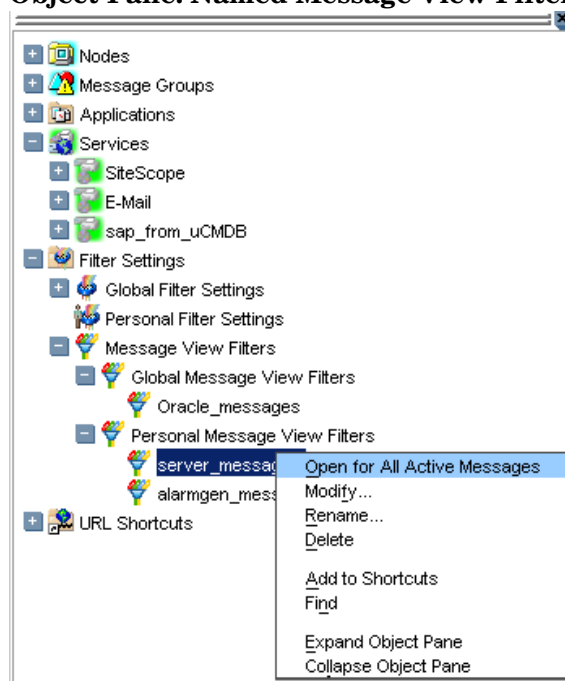 Object Pane: Named Message View Filter
Nodes
Message Groups
Applications
Services
SiteScope
E-Mail
sap_from_uCMDB
Filter Settings
Global Filter Settings
Personal Filter Settings
Message View Filters
Global Message View Filters
Oracle_messages
Personal Message View Filters
server_messag
alarmgen_mess
URL Shortcuts
Open for All Active Messages
Modify...
Rename...
Delete
Add to Shortcuts
Find
Expand Object Pane
Collapse Object Pane